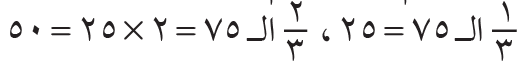 ١/٣ الـ ٧٥ = ٢٥ ، ٢/٣ الـ ٧٥ = ٢ × ٢٥ = ٥٠